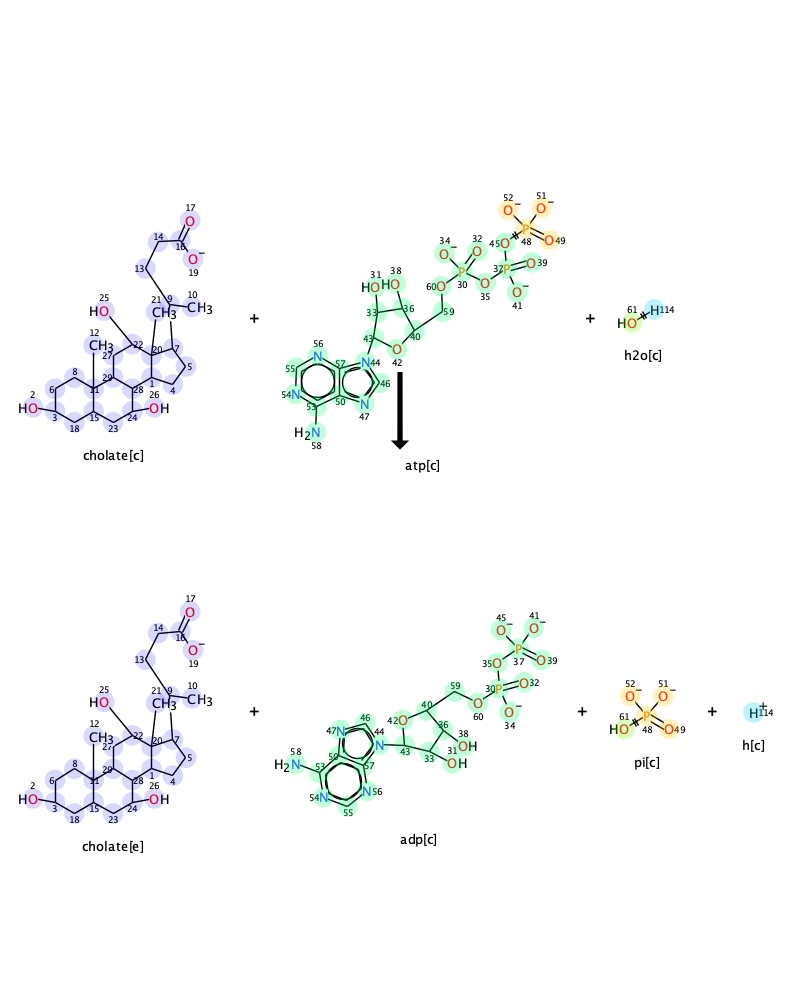 17
14
16
O
O−
19
13
25
HO
21
9
10
CH3
CH3
12
CH3
22
20
7
27
5
8
29
6
11
28
1
4
2
HO
3
15
24
26
OH
18
23
cholate[c]
+
52
O−
51
O−
P
48
O
49
45
O
34
O−
32
O
P
30
O
35
37
P
O
39
O−
41
31
HO
38
HO
60
O
59
33
36
43
40
O
42
56
N
57
N
44
55
54
N
53
50
46
N
47
H2N
58
atp[c]
+
61
HO
H
114
h2o[c]
17
14
16
O
O−
19
13
25
HO
21
9
10
CH3
CH3
12
CH3
22
20
7
27
5
8
29
6
11
28
1
4
2
HO
3
15
24
26
OH
18
23
cholate[e]
+
45
O−
41
O−
37
P
O
39
35
O
30
P
O
32
O−
34
59
O
60
40
42
O
36
38
OH
31
OH
33
43
46
47
N
44
N
58
H2N
53
50
57
54
N
N
56
55
adp[c]
+
52
O−
51
O−
61
HO
P
48
O
49
pi[c]
+
H
+
114
h[c]